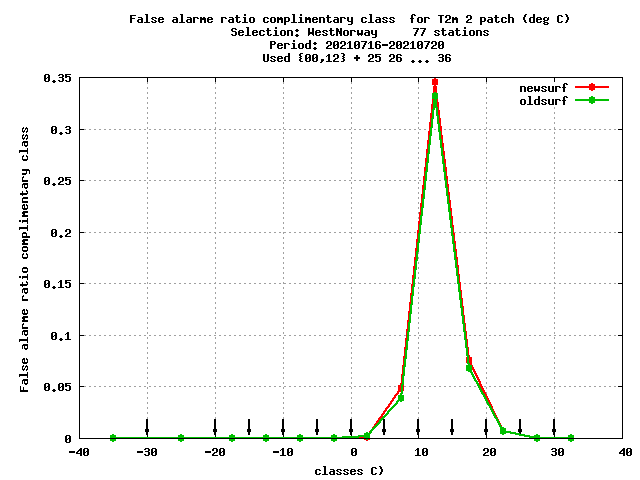 False alarme ratio complimentary class  for T2m 2 patch (deg C)
Selection: WestNorway     77 stations
Period: 20210716-20210720
Used {00,12} + 25 26 ... 36
newsurf
oldsurf
False alarme ratio complimentary class
0.35
0.3
0.25
0.2
0.15
0.1
0.05
0
-40 -30 -20 -10 0 10 20 30 40
classes C)